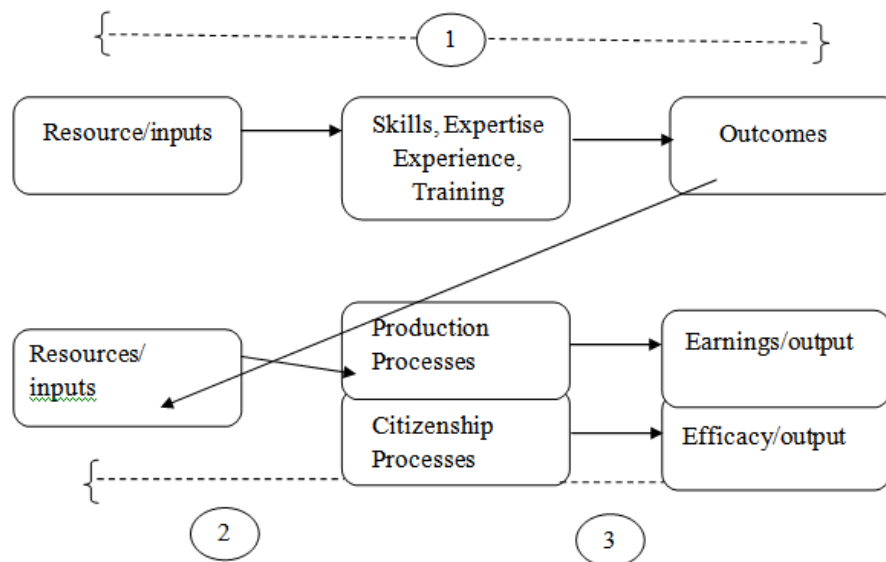 1
Resource/inputs
Skills, Expertise
Experience,
Training
Outcomes
Resources/
inputs
Production
Processes
Earnings/output
Citizenship
Processes
Efficacy/output
2
3